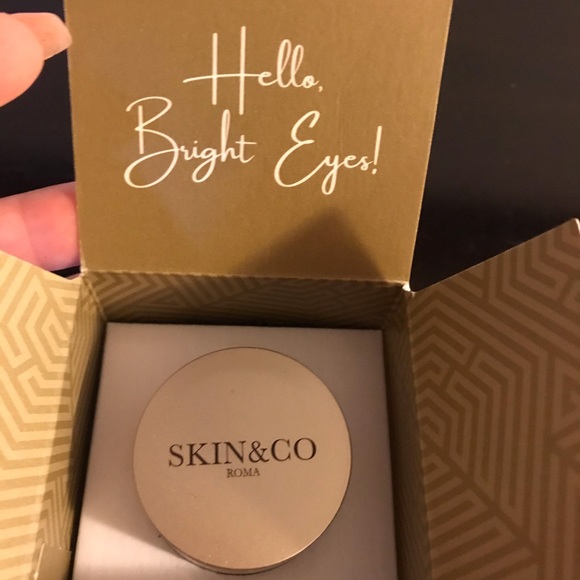 Hello,
Bright Eyes!
SKIN&CO
ROMA